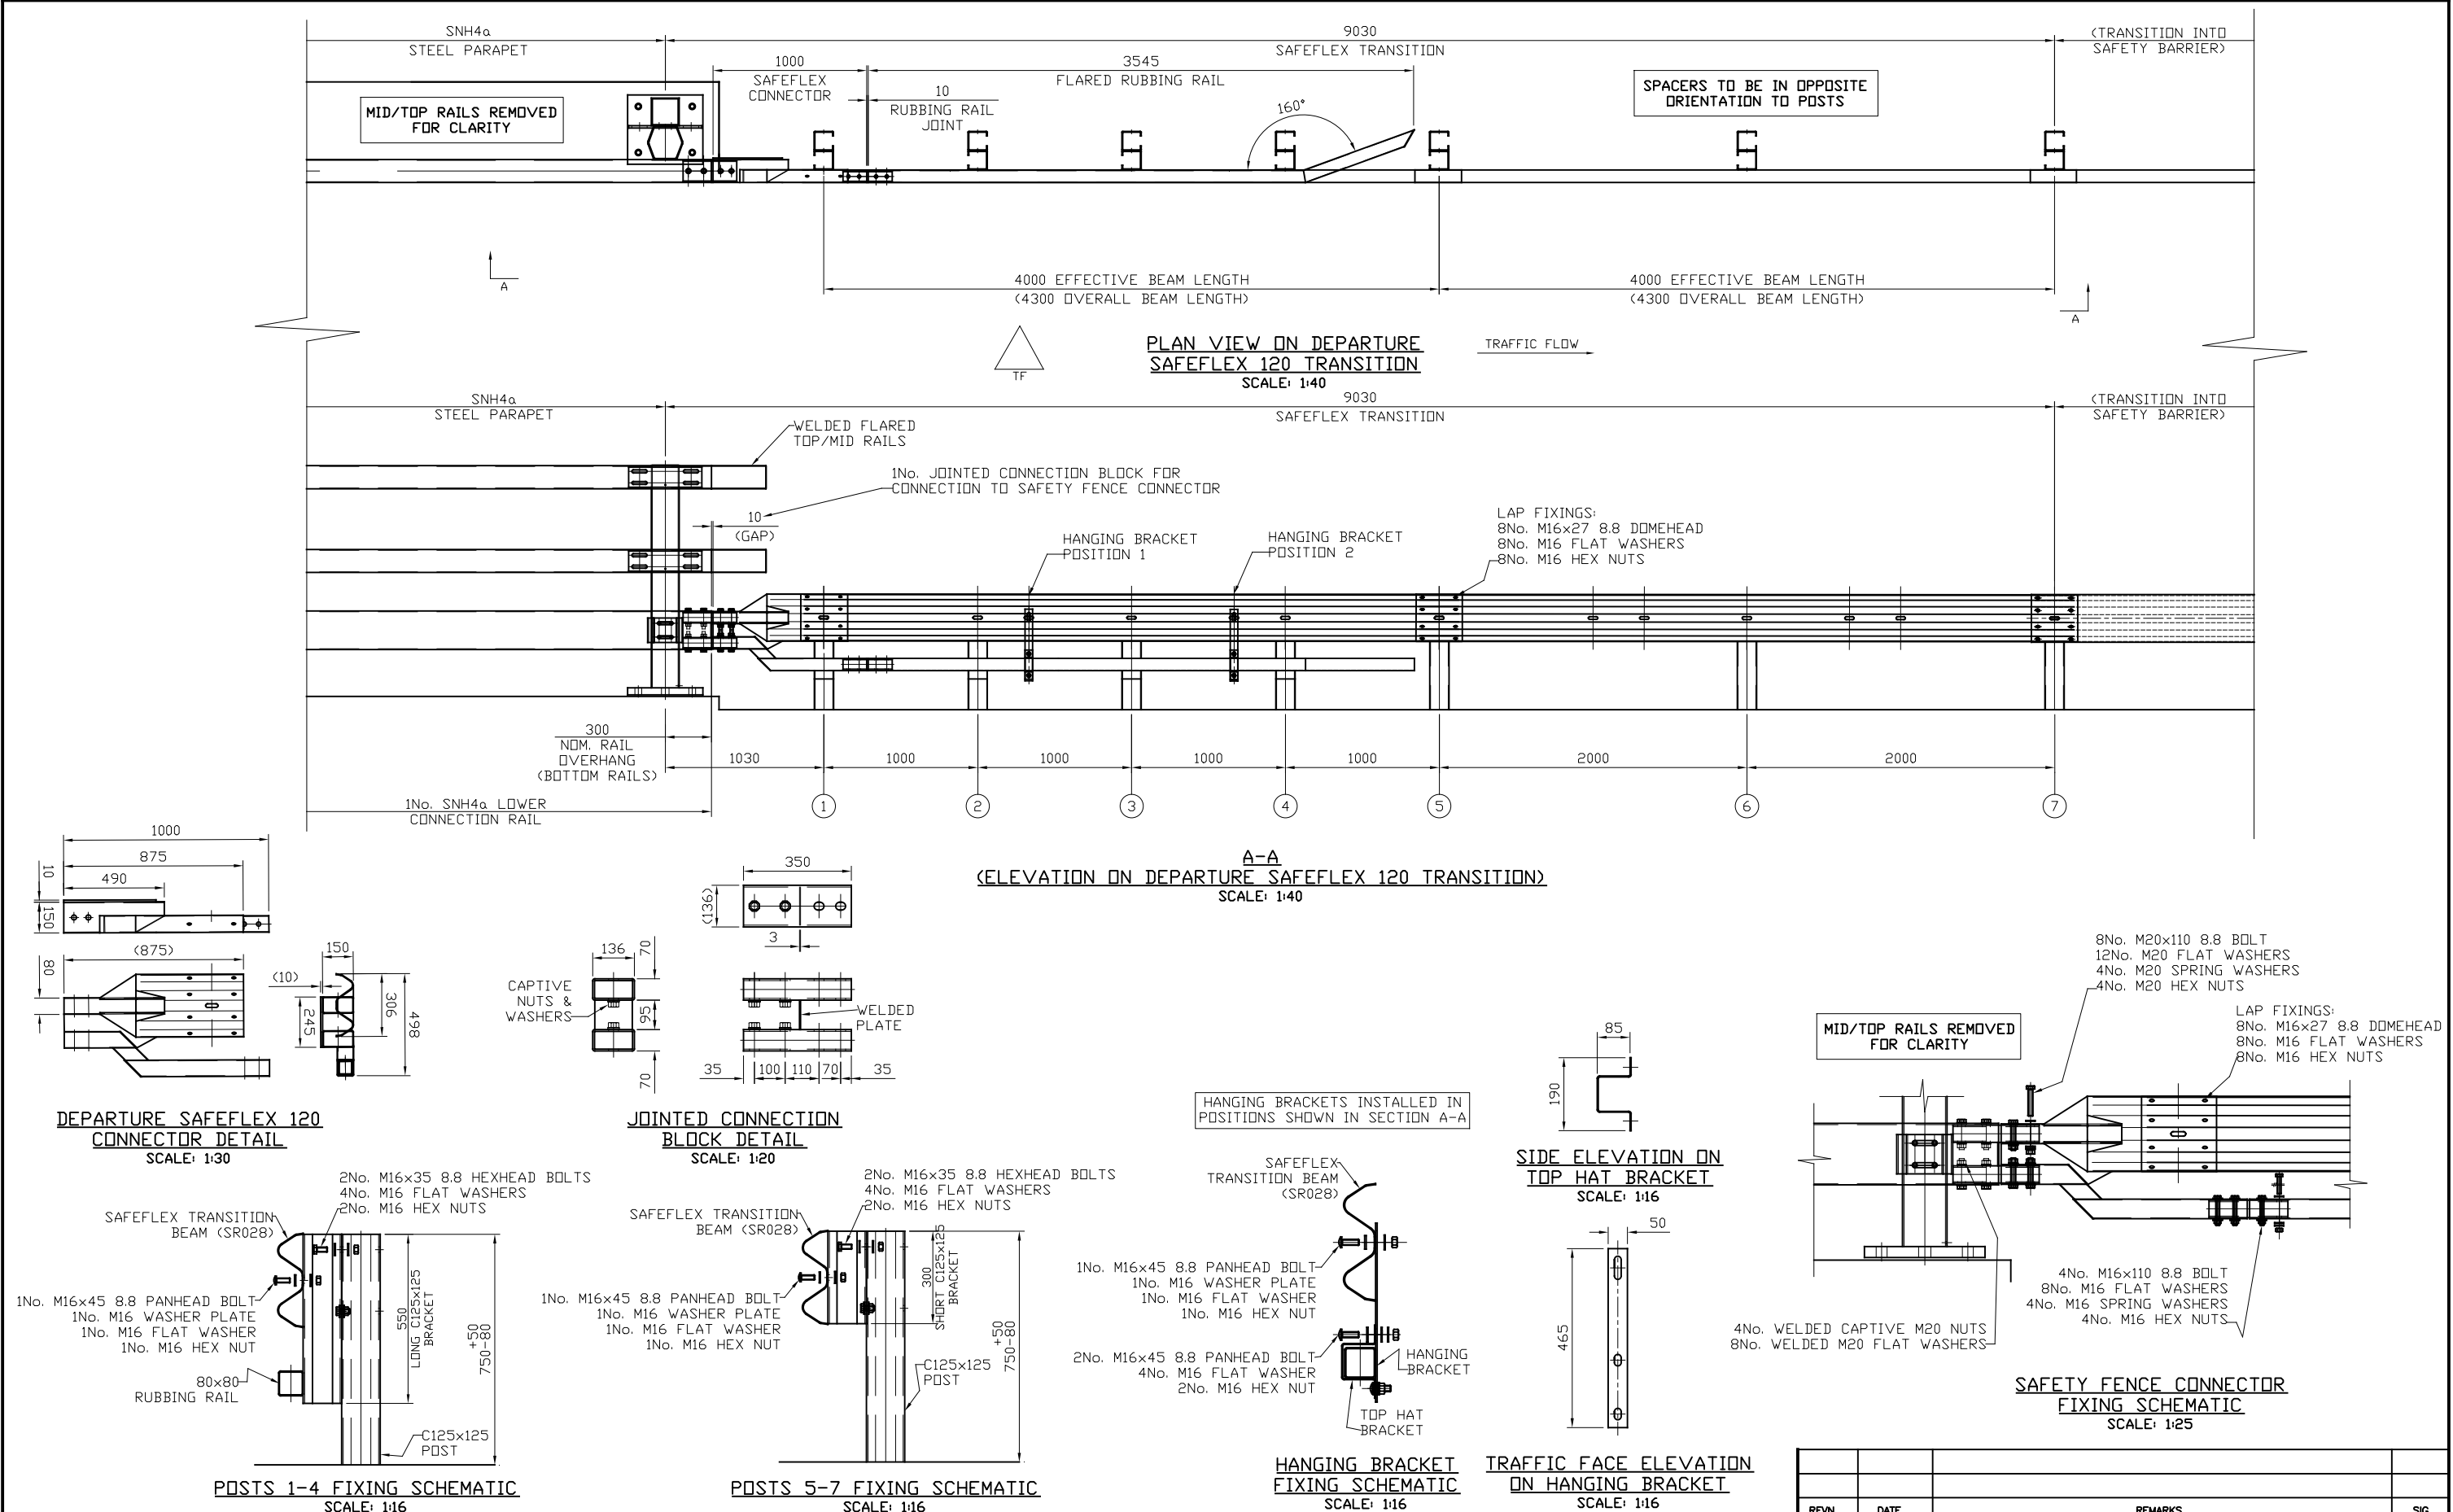 SNH4a
STEEL PARAPET
9030
SAFEFLEX TRANSITION
(TRANSITION INTO
SAFETY BARRIER)
1000
SAFEFLEX
CONNECTOR
3545
FLARED RUBBING RAIL
10
RUBBING RAIL
JOINT
160°
MID/TOP RAILS REMOVED
FOR CLARITY
SPACERS TO BE IN OPPOSITE
ORIENTATION TO POSTS
A
4000 EFFECTIVE BEAM LENGTH
(4300 OVERALL BEAM LENGTH)
4000 EFFECTIVE BEAM LENGTH
(4300 OVERALL BEAM LENGTH)
A
TF
PLAN VIEW ON DEPARTURE
SAFEFLEX 120 TRANSITION
SCALE: 1:40
TRAFFIC FLOW
SNH4a
STEEL PARAPET
9030
SAFEFLEX TRANSITION
(TRANSITION INTO
SAFETY BARRIER)
WELDED FLARED
TOP/MID RAILS
1No. JOINTED CONNECTION BLOCK FOR
CONNECTION TO SAFETY FENCE CONNECTOR
10
(GAP)
HANGING BRACKET
POSITION 1
HANGING BRACKET
POSITION 2
LAP FIXINGS:
8No. M16x27 8.8 DOMEHEAD
8No. M16 FLAT WASHERS
8No. M16 HEX NUTS
300
NOM. RAIL
OVERHANG
(BOTTOM RAILS)
1030
1000
1000
1000
1000
2000
2000
1No. SNH4a LOWER
CONNECTION RAIL
1
2
3
4
5
6
7
A-A
(ELEVATION ON DEPARTURE SAFEFLEX 120 TRANSITION)
SCALE: 1:40
1000
875
490
10
150
(875)
80
150
(10)
245
306
498
DEPARTURE SAFEFLEX 120
CONNECTOR DETAIL
SCALE: 1:30
350
(136)
3
136
70
95
70
CAPTIVE
NUTS &
WASHERS
WELDED
PLATE
35
100
110
70
35
JOINTED CONNECTION
BLOCK DETAIL
SCALE: 1:20
HANGING BRACKETS INSTALLED IN
POSITIONS SHOWN IN SECTION A-A
85
190
SIDE ELEVATION ON
TOP HAT BRACKET
SCALE: 1:16
8No. M20x110 8.8 BOLT
12No. M20 FLAT WASHERS
4No. M20 SPRING WASHERS
4No. M20 HEX NUTS
MID/TOP RAILS REMOVED
FOR CLARITY
LAP FIXINGS:
8No. M16x27 8.8 DOMEHEAD
8No. M16 FLAT WASHERS
8No. M16 HEX NUTS
4No. M16x110 8.8 BOLT
8No. M16 FLAT WASHERS
4No. M16 SPRING WASHERS
4No. M16 HEX NUTS
4No. WELDED CAPTIVE M20 NUTS
8No. WELDED M20 FLAT WASHERS
SAFETY FENCE CONNECTOR
FIXING SCHEMATIC
SCALE: 1:25
2No. M16x35 8.8 HEXHEAD BOLTS
4No. M16 FLAT WASHERS
2No. M16 HEX NUTS
SAFEFLEX TRANSITION
BEAM (SR028)
1No. M16x45 8.8 PANHEAD BOLT
1No. M16 WASHER PLATE
1No. M16 FLAT WASHER
1No. M16 HEX NUT
80x80
RUBBING RAIL
550
LONG C125x125
BRACKET
+50
750-80
C125x125
POST
POSTS 1-4 FIXING SCHEMATIC
SCALE: 1:16
2No. M16x35 8.8 HEXHEAD BOLTS
4No. M16 FLAT WASHERS
2No. M16 HEX NUTS
SAFEFLEX TRANSITION
BEAM (SR028)
1No. M16x45 8.8 PANHEAD BOLT
1No. M16 WASHER PLATE
1No. M16 FLAT WASHER
1No. M16 HEX NUT
300
SHORT C125x125
BRACKET
+50
750-80
C125x125
POST
POSTS 5-7 FIXING SCHEMATIC
SCALE: 1:16
SAFEFLEX
TRANSITION BEAM
(SR028)
1No. M16x45 8.8 PANHEAD BOLT
1No. M16 WASHER PLATE
1No. M16 FLAT WASHER
1No. M16 HEX NUT
2No. M16x45 8.8 PANHEAD BOLT
4No. M16 FLAT WASHER
2No. M16 HEX NUT
HANGING
BRACKET
TOP HAT
BRACKET
HANGING BRACKET
FIXING SCHEMATIC
SCALE: 1:16
50
465
TRAFFIC FACE ELEVATION
ON HANGING BRACKET
SCALE: 1:16
REVN
DATE
REMARKS
SIG